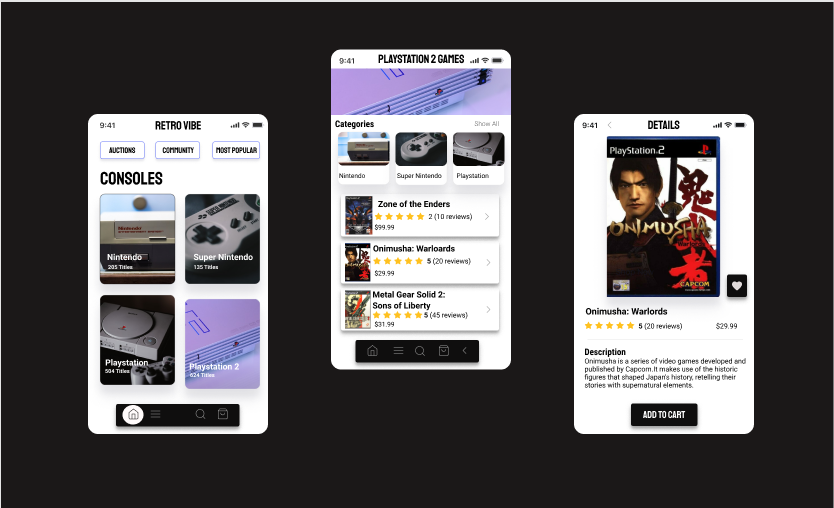 9:41
RETRO VIBE
AUCTIONS
COMMUNITY
MOST POPULAR
CONSOLES
Nintendo
Nintendo
205 Titles
Super Nintendo
135 Titles
Playstation
504 Titles
Playstation 2
624 Titles
9:41
PLAYSTATION 2 GAMES
Categories
Show All
Nintendo
Super Nintendo
Playstation
Zone of the Enders
2 (10 reviews)
$99.99
Onimusha: Warloards
5 (20 reviews)
$29.99
Metal Gear Solid 2:
Sons of Liberty
5 (45 reviews)
$31.99
9:41
DETAILS
PlayStation.2
鬼
武
者
ONIMUSHA
CAPCOM
Onimusha: Warlords
5 (20 reviews)
$29.99
Description
Onimusha is a series of video games developed and
published by Capcom.It makes use of the historic
figures that shaped Japan's history, retelling their
stories with supernatural elements.
ADD TO CART